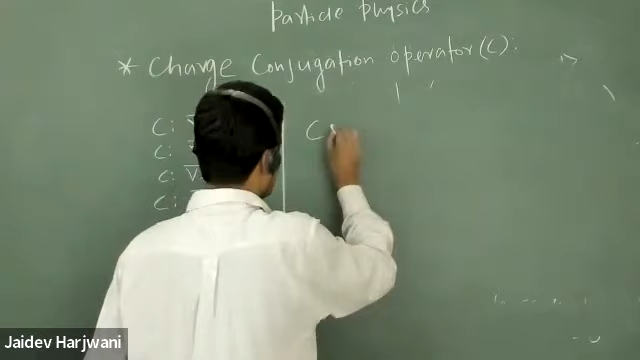 Particle Physics
* Charge Conjugation operator (C):
C:
C:
C: V
C:
C
Jaidev Harjwani